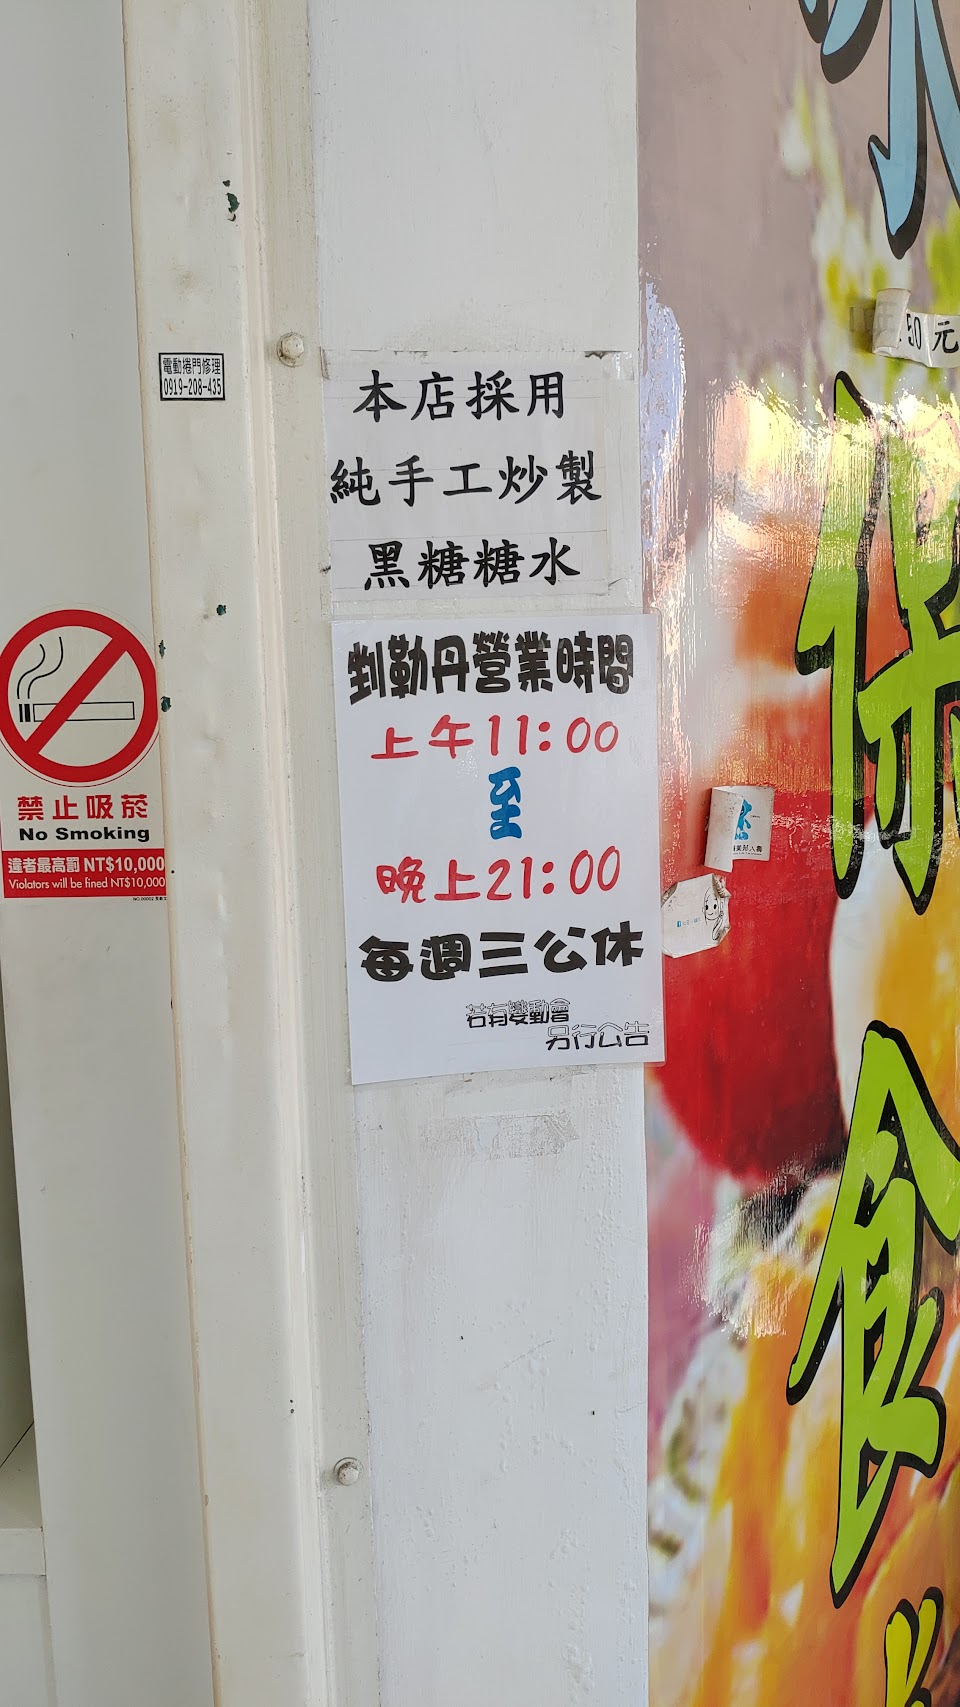 電動捲門修理
0919-208-435
本店採用
純手工炒製
黑糖糖水
剉勒丹營業時間
上午11:00
至
晚上21:00
每週三公休
若有變動會
另行公告
禁止吸菸
No Smoking
違者最高罰 NT$10,000
Violators will be fined NT$10,000
50元
冰
食